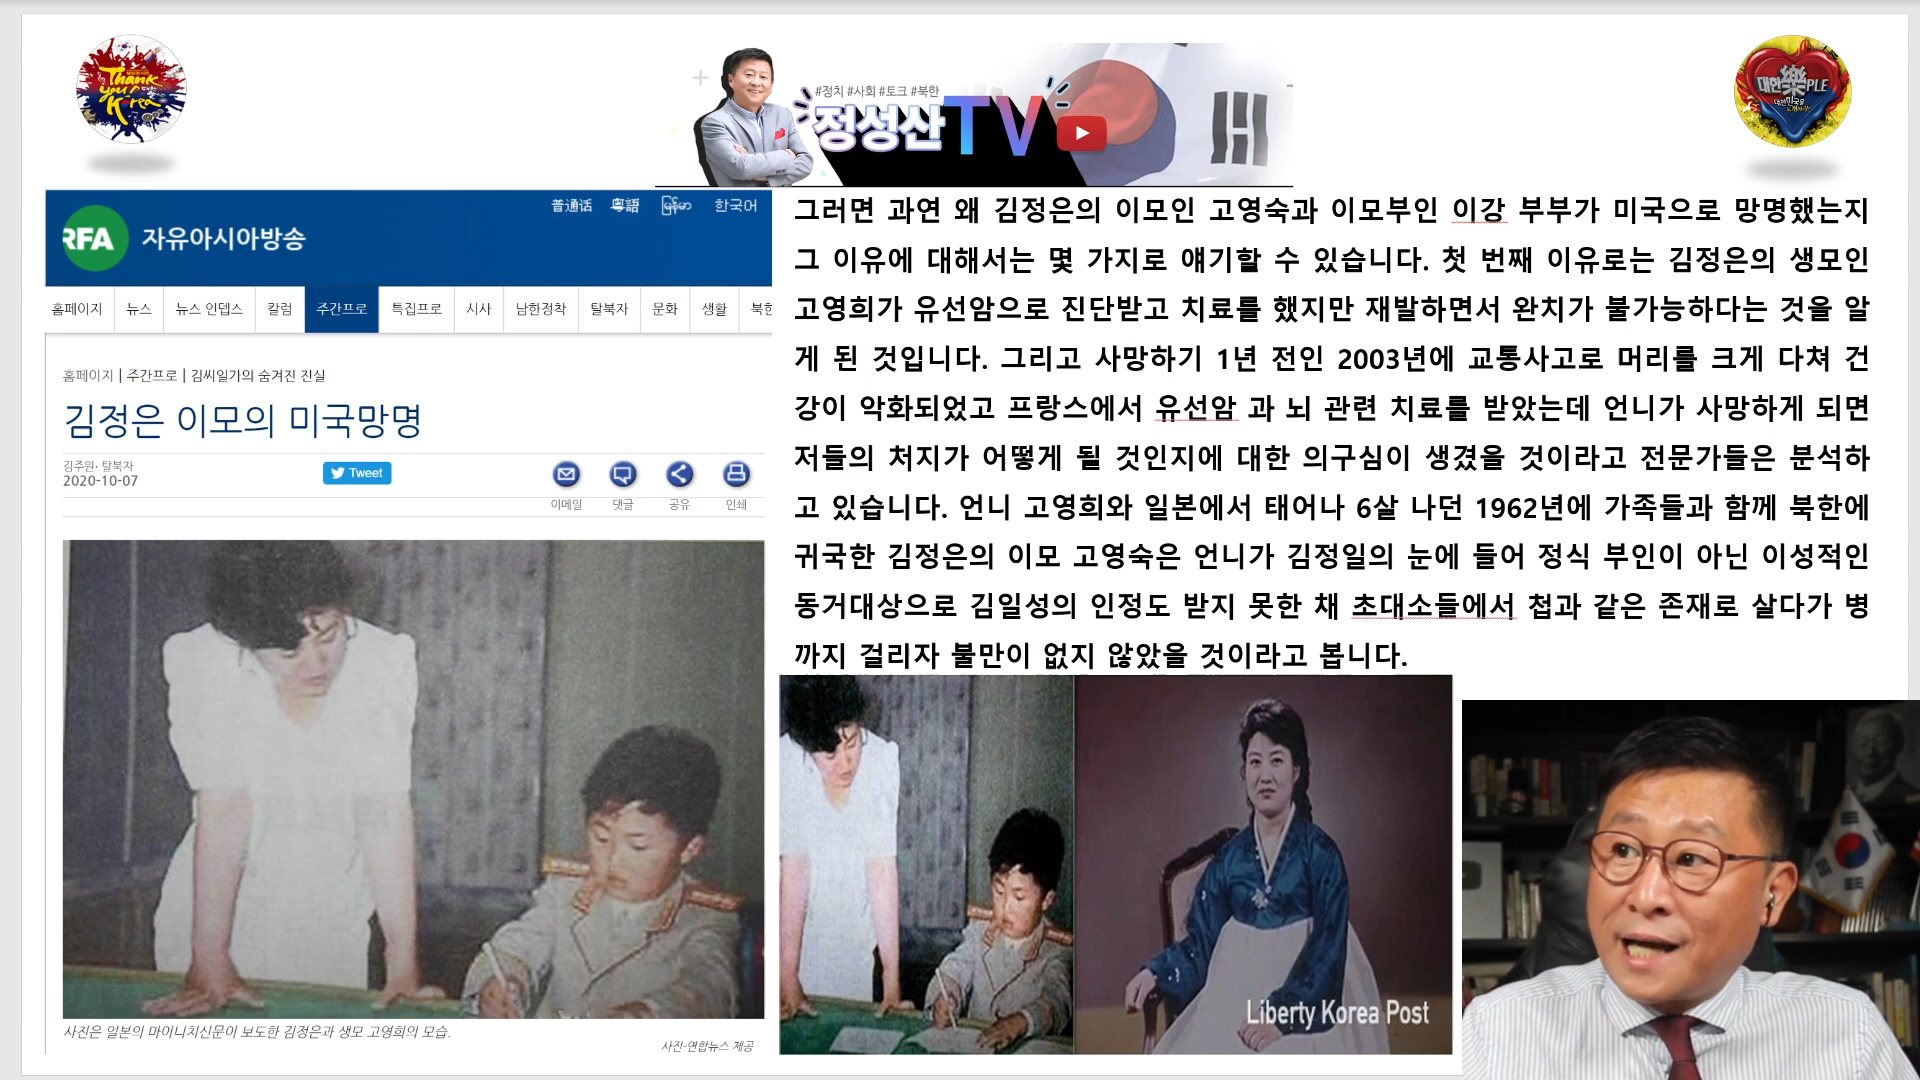 Thank
you
Korea
#정치 #사회 #토크 #북한
정성산TV
대한樂PLE
普通话 粤語 မြန်မာ 한국어
RFA 자유아시아방송
홈페이지 뉴스 뉴스 인뎁스 칼럼 주간프로 특집프로 시사 남한정착 탈북자 문화 생활 북한
홈페이지 | 주간프로 | 김씨일가의 숨겨진 진실
김정은 이모의 미국망명
김주원· 탈북자
2020-10-07
Tweet
이메일 댓글 공유 인쇄
사진은 일본의 마이니치신문이 보도한 김정은과 생모 고영희의 모습.
사진-연합뉴스 제공
그러면 과연 왜 김정은의 이모인 고영숙과 이모부인 이강 부부가 미국으로 망명했는지
그 이유에 대해서는 몇 가지로 얘기할 수 있습니다. 첫 번째 이유로는 김정은의 생모인
고영희가 유선암으로 진단받고 치료를 했지만 재발하면서 완치가 불가능하다는 것을 알
게 된 것입니다. 그리고 사망하기 1년 전인 2003년에 교통사고로 머리를 크게 다쳐 건
강이 악화되었고 프랑스에서 유선암 과 뇌 관련 치료를 받았는데 언니가 사망하게 되면
저들의 처지가 어떻게 될 것인지에 대한 의구심이 생겼을 것이라고 전문가들은 분석하
고 있습니다. 언니 고영희와 일본에서 태어나 6살 나던 1962년에 가족들과 함께 북한에
귀국한 김정은의 이모 고영숙은 언니가 김정일의 눈에 들어 정식 부인이 아닌 이성적인
동거대상으로 김일성의 인정도 받지 못한 채 초대소들에서 첩과 같은 존재로 살다가 병
까지 걸리자 불만이 없지 않았을 것이라고 봅니다.
Liberty Korea Post